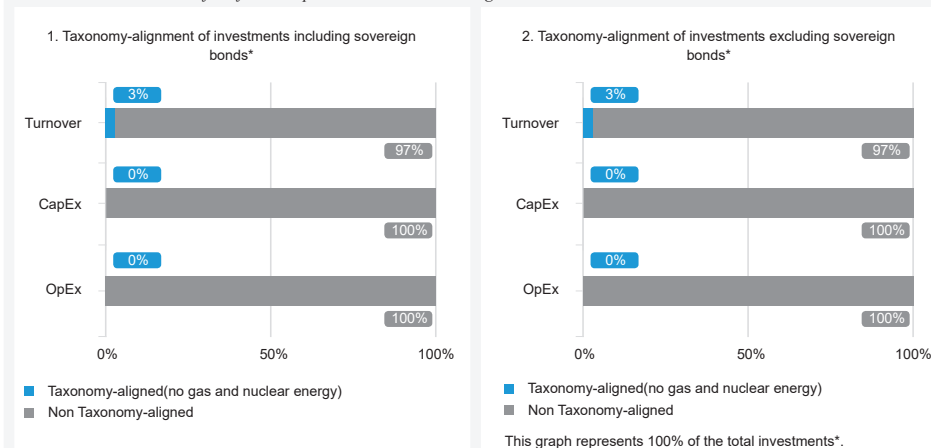 1. Taxonomy-alignment of investments including sovereign
bonds*
3%
Turnover
97%
0%
CapEx
100%
0%
OpEx
100%
0%
50%
100%
Taxonomy-aligned(no gas and nuclear energy)
Non Taxonomy-aligned
2. Taxonomy-alignment of investments excluding sovereign
bonds*
3%
Turnover
97%
0%
CapEx
100%
0%
OpEx
100%
0%
50%
100%
Taxonomy-aligned(no gas and nuclear energy)
Non Taxonomy-aligned
This graph represents 100% of the total investments*.